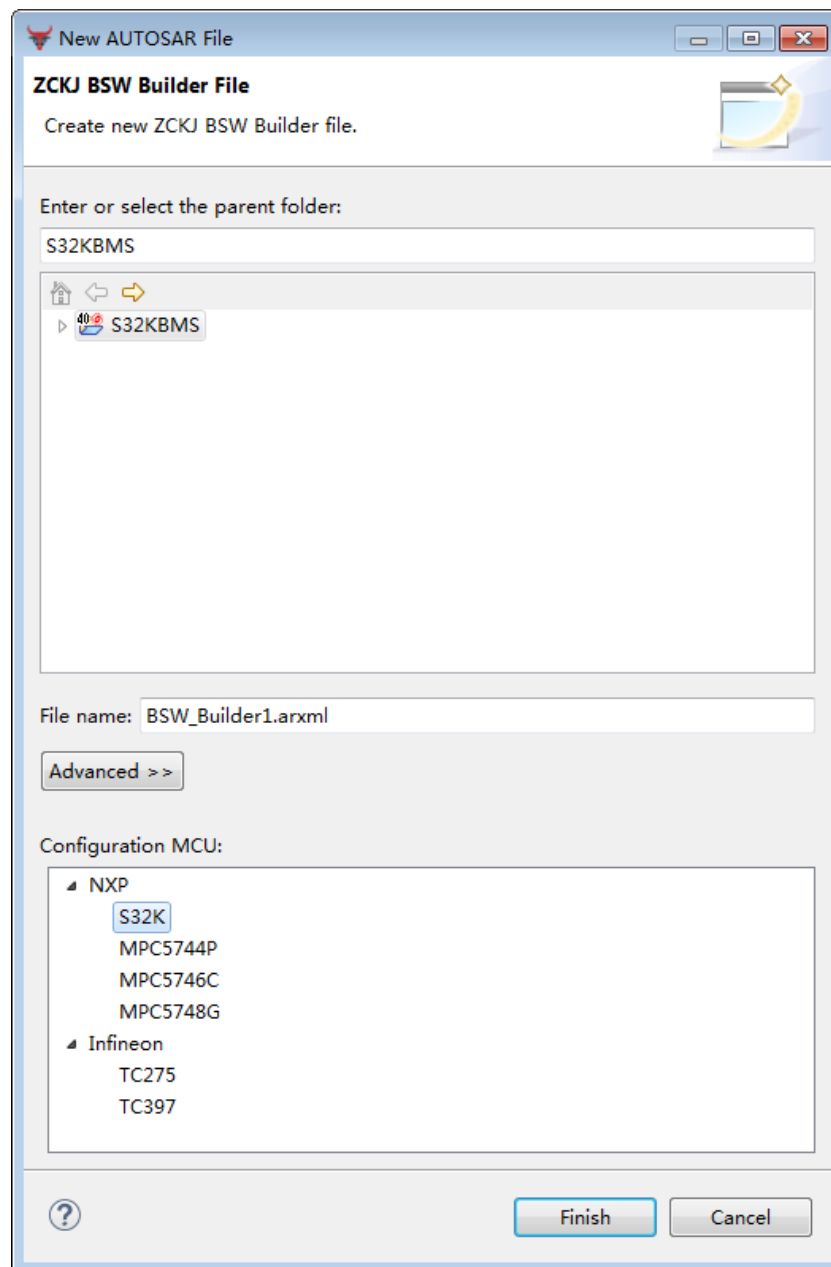 New AUTOSAR File
ZCKJ BSW Builder File
Create new ZCKJ BSW Builder file.
Enter or select the parent folder:
S32KBMS
S32KBMS
File name: BSW_Builder1.arxml
Advanced >>
Configuration MCU:
NXP
S32K
MPC5744P
MPC5746C
MPC5748G
Infineon
TC275
TC397
Finish Cancel